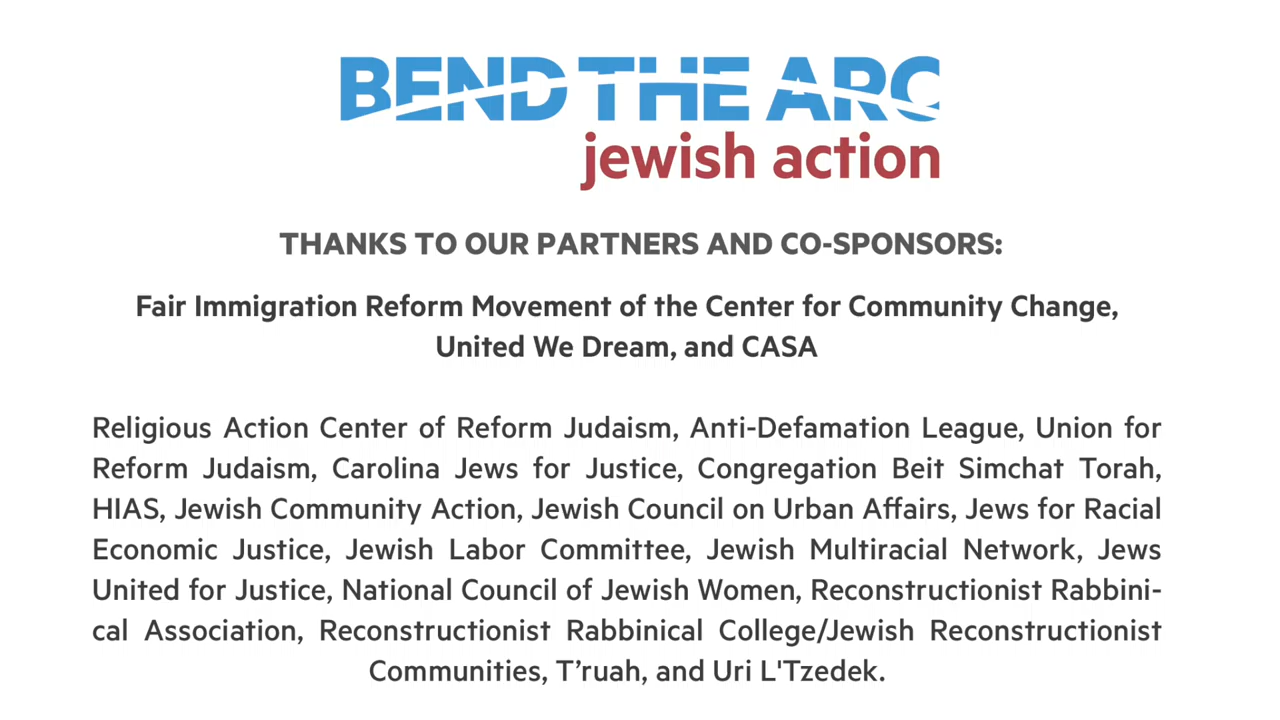 BEND THE ARC
jewish action
THANKS TO OUR PARTNERS AND CO-SPONSORS:
Fair Immigration Reform Movement of the Center for Community Change,
United We Dream, and CASA
Religious Action Center of Reform Judaism, Anti-Defamation League, Union for
Reform Judaism, Carolina Jews for Justice, Congregation Beit Simchat Torah,
HIAS, Jewish Community Action, Jewish Council on Urban Affairs, Jews for Racial
Economic Justice, Jewish Labor Committee, Jewish Multiracial Network, Jews
United for Justice, National Council of Jewish Women, Reconstructionist Rabbini-
cal Association, Reconstructionist Rabbinical College/Jewish Reconstructionist
Communities, T’ruah, and Uri L'Tzedek.